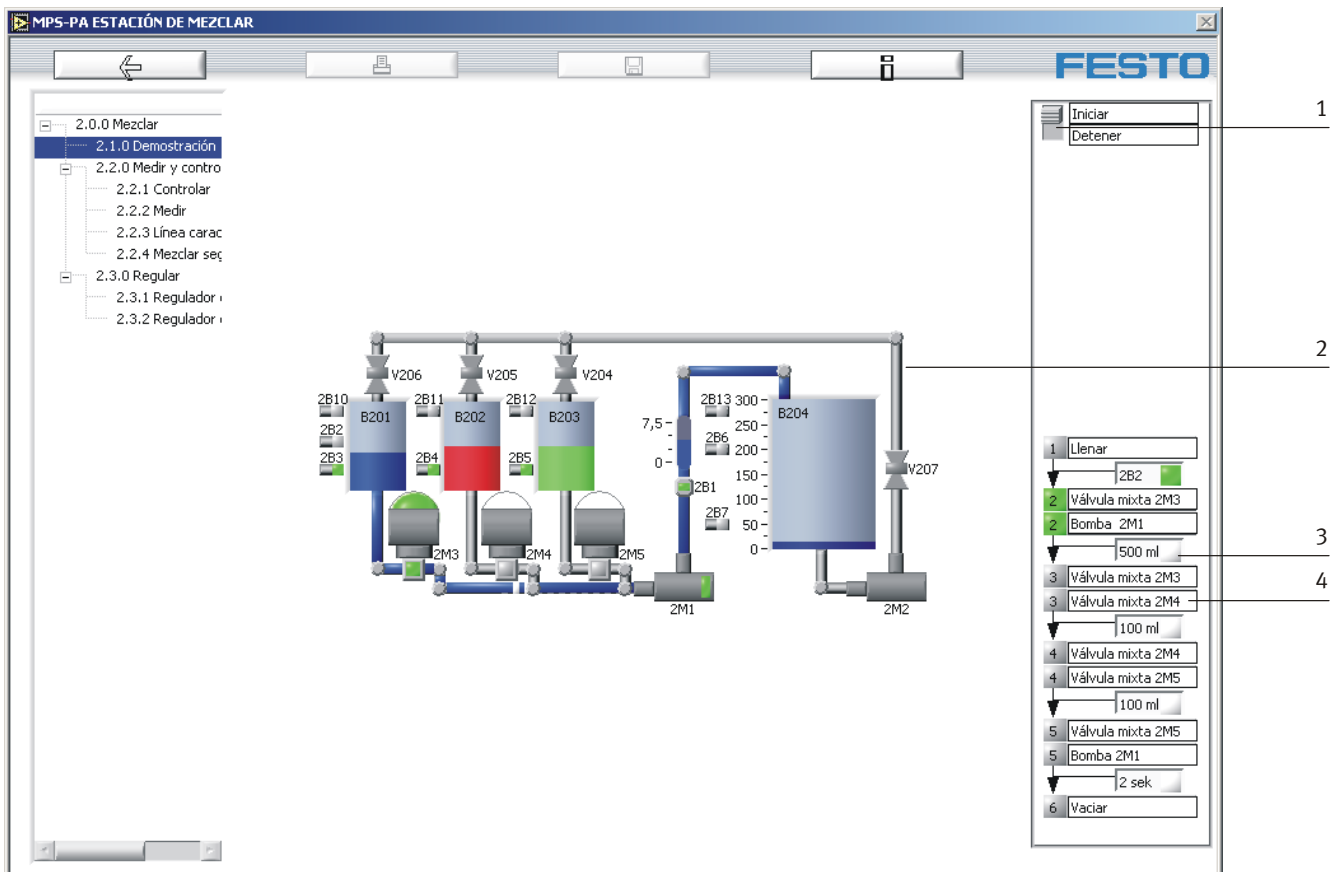 MPS-PA ESTACIÓN DE MEZCLAR
FESTO
2.0.0 Mezclar
2.1.0 Demostración
2.2.0 Medir y contro
2.2.1 Controlar
2.2.2 Medir
2.2.3 Línea carac
2.2.4 Mezclar seg
2.3.0 Regular
2.3.1 Regulador
2.3.2 Regulador
V206
V205
V204
2B10
2B11
2B12
2B2
2B3
2B4
2B5
B201
B202
B203
2M3
2M4
2M5
7,5
0
2B1
2B13
2B6
2B7
300
250
200
150
100
50
0
B204
V207
2M1
2M2
Iniciar
Detener
1 Llenar
2B2
2 Válvula mixta 2M3
2 Bomba 2M1
500 ml
3 Válvula mixta 2M3
3 Válvula mixta 2M4
100 ml
4 Válvula mixta 2M4
4 Válvula mixta 2M5
100 ml
5 Válvula mixta 2M5
5 Bomba 2M1
2 sek
6 Vaciar
1
2
3
4